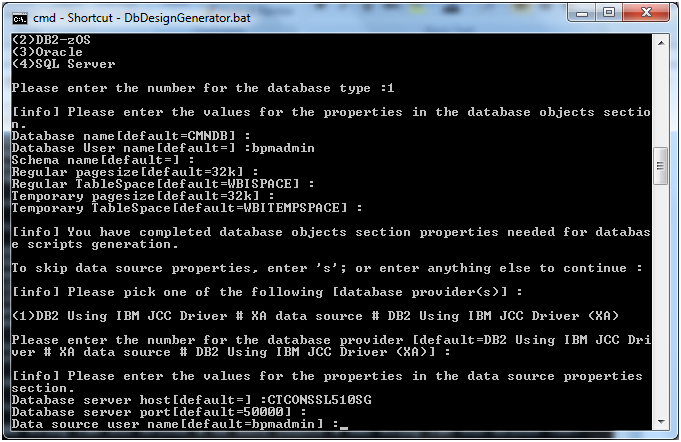 cmd - Shortcut - DbDesignGenerator.bat
(2)DB2-zOS
(3)Oracle
(4)SQL Server
Please enter the number for the database type :1
[info] Please enter the values for the properties in the database objects sectio
n.
Database name[default=CMNDB] :
Database User name[default=] :bpmadmin
Schema name[default=] :
Regular pagesize[default=32k] :
Regular TableSpace[default=WBISPACE] :
Temporary pagesize[default=32k] :
Temporary TableSpace[default=WBITEMPSPACE] :
[info] You have completed database objects section properties needed for databas
e scripts generation.
To skip data source properties, enter 's'; or enter anything else to continue :
[info] Please pick one of the following [database provider(s)] :
(1)DB2 Using IBM JCC Driver # XA data source # DB2 Using IBM JCC Driver (XA)
Please enter the number for the database provider [default=DB2 Using IBM JCC Dri
ver # XA data source # DB2 Using IBM JCC Driver (XA)] :
[info] Please enter the values for the properties in the data source properties
section.
Database server host[default=] :CTCONSSL510SG
Database server port[default=50000] :
Data source user name[default=bpmadmin] :_